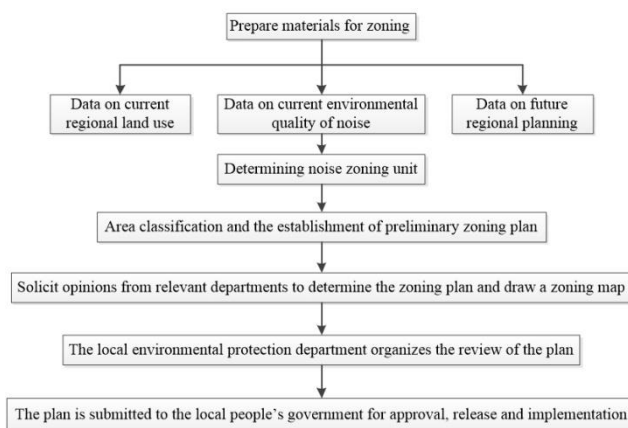 Prepare materials for zoning
Data on current
regional land use
Data on current environmental
quality of noise
Data on future
regional planning
Determining noise zoning unit
Area classification and the establishment of preliminary zoning plan
Solicit opinions from relevant departments to determine the zoning plan and draw a zoning map
The local environmental protection department organizes the review of the plan
The plan is submitted to the local people’s government for approval, release and implementation